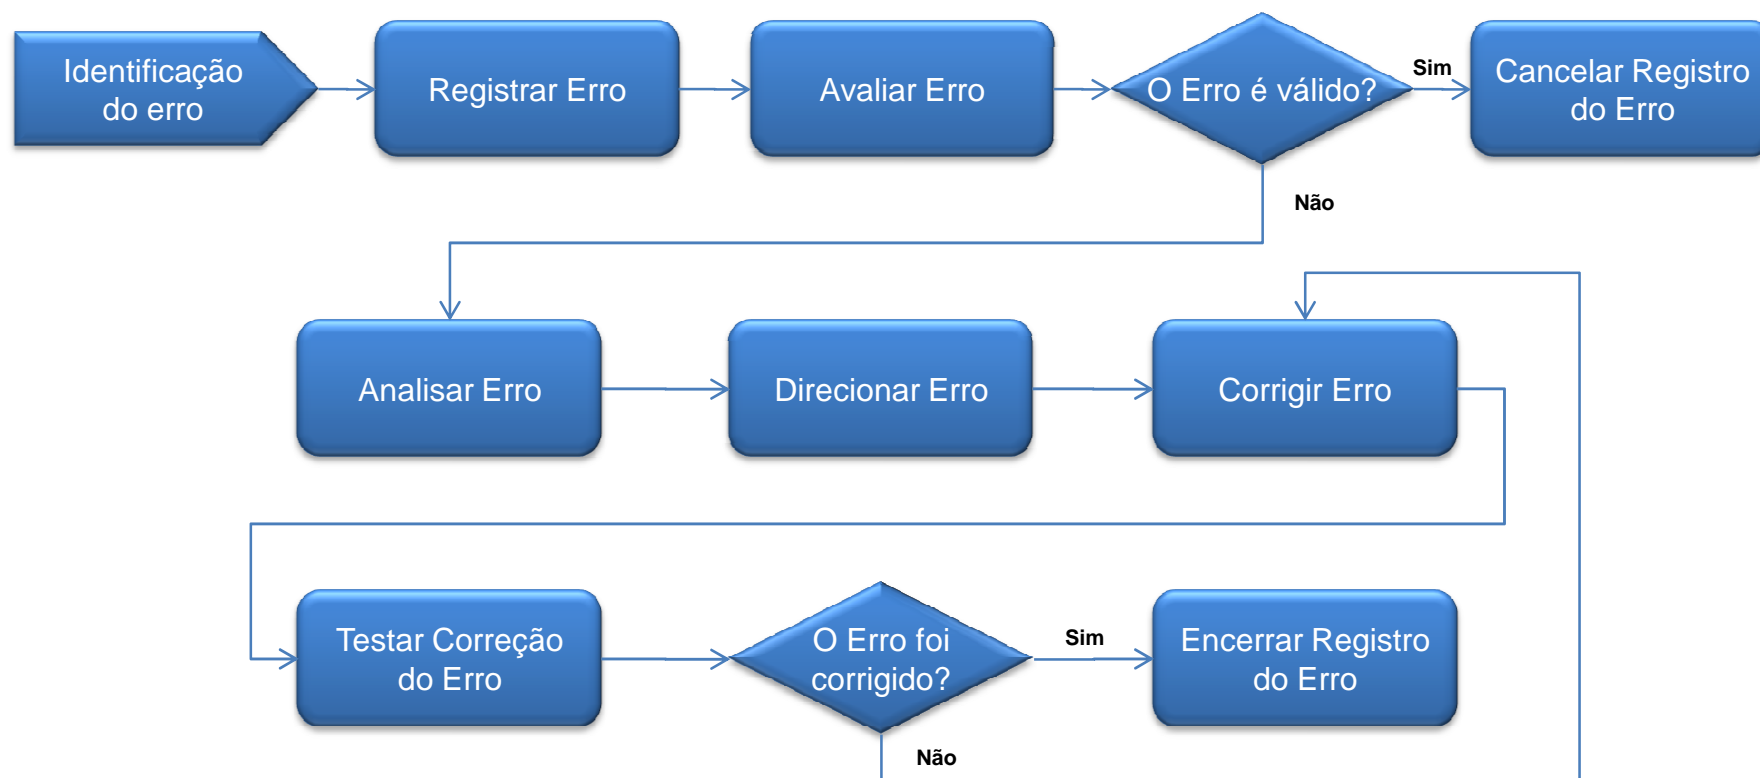 Identificação
do erro
Registrar Erro
Avaliar Erro
O Erro é válido?
Sim
Cancelar Registro
do Erro
Não
Analisar Erro
Direcionar Erro
Corrigir Erro
Testar Correção
do Erro
O Erro foi
corrigido?
Sim
Encerrar Registro
do Erro
Não